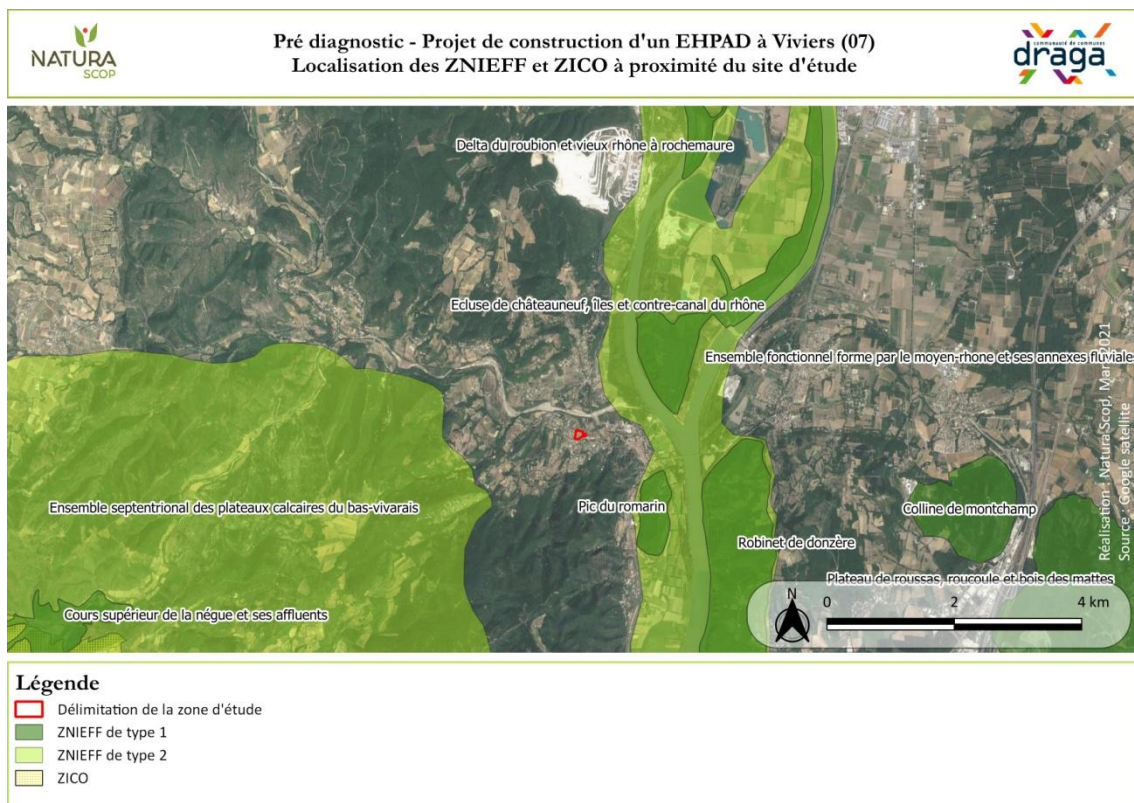 NATURA
SCOP
Pré diagnostic - Projet de construction d'un EHPAD à Viviers (07)
Localisation des ZNIEFF et ZICO à proximité du site d'étude
communauté de communes
draga
Delta du roubion et vieux rhône à rochemaure
Ecluse de châteauneuf, îles et contre-canal du rhône
Ensemble fonctionnel forme par le moyen-rhone et ses annexes fluviales
Ensemble septentrional des plateaux calcaires du bas-vivarais
Pic du romarin
Colline de montchamp
Robinet de donzère
Plateau de roussas, roucoule et bois des mattes
Cours supérieur de la négue et ses affluents
N
0 2 4 km
Réalisation : Natura Scop, Mars 2021
Source : Google satellite
Légende
Délimitation de la zone d'étude
ZNIEFF de type 1
ZNIEFF de type 2
ZICO